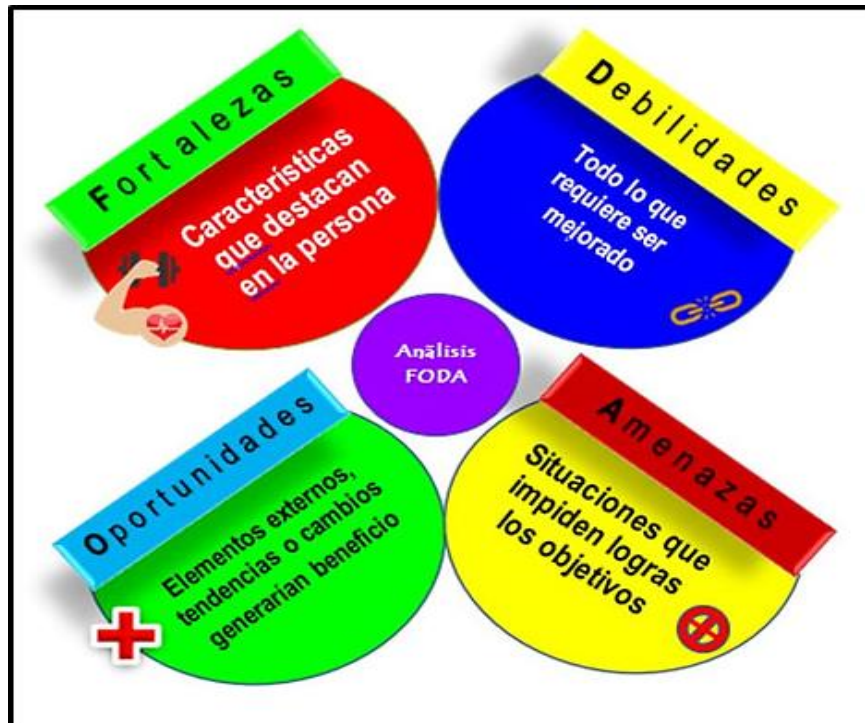 Fortalezas
Características
que destacan
en la persona
Debilidades
Todo lo que
requiere ser
mejorado
Análisis
FODA
Oportunidades
Elementos externos,
tendencias o cambios
generarían beneficio
Amenazas
Situaciones que
impiden logras
los objetivos